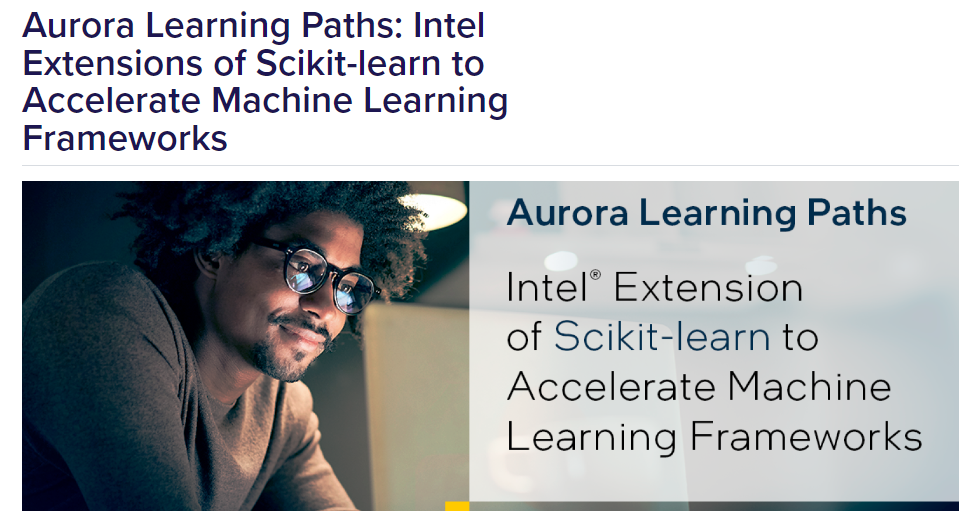 Aurora Learning Paths: Intel
Extensions of Scikit-learn to
Accelerate Machine Learning
Frameworks
Aurora Learning Paths
Intel® Extension
of Scikit-learn to
Accelerate Machine
Learning Frameworks